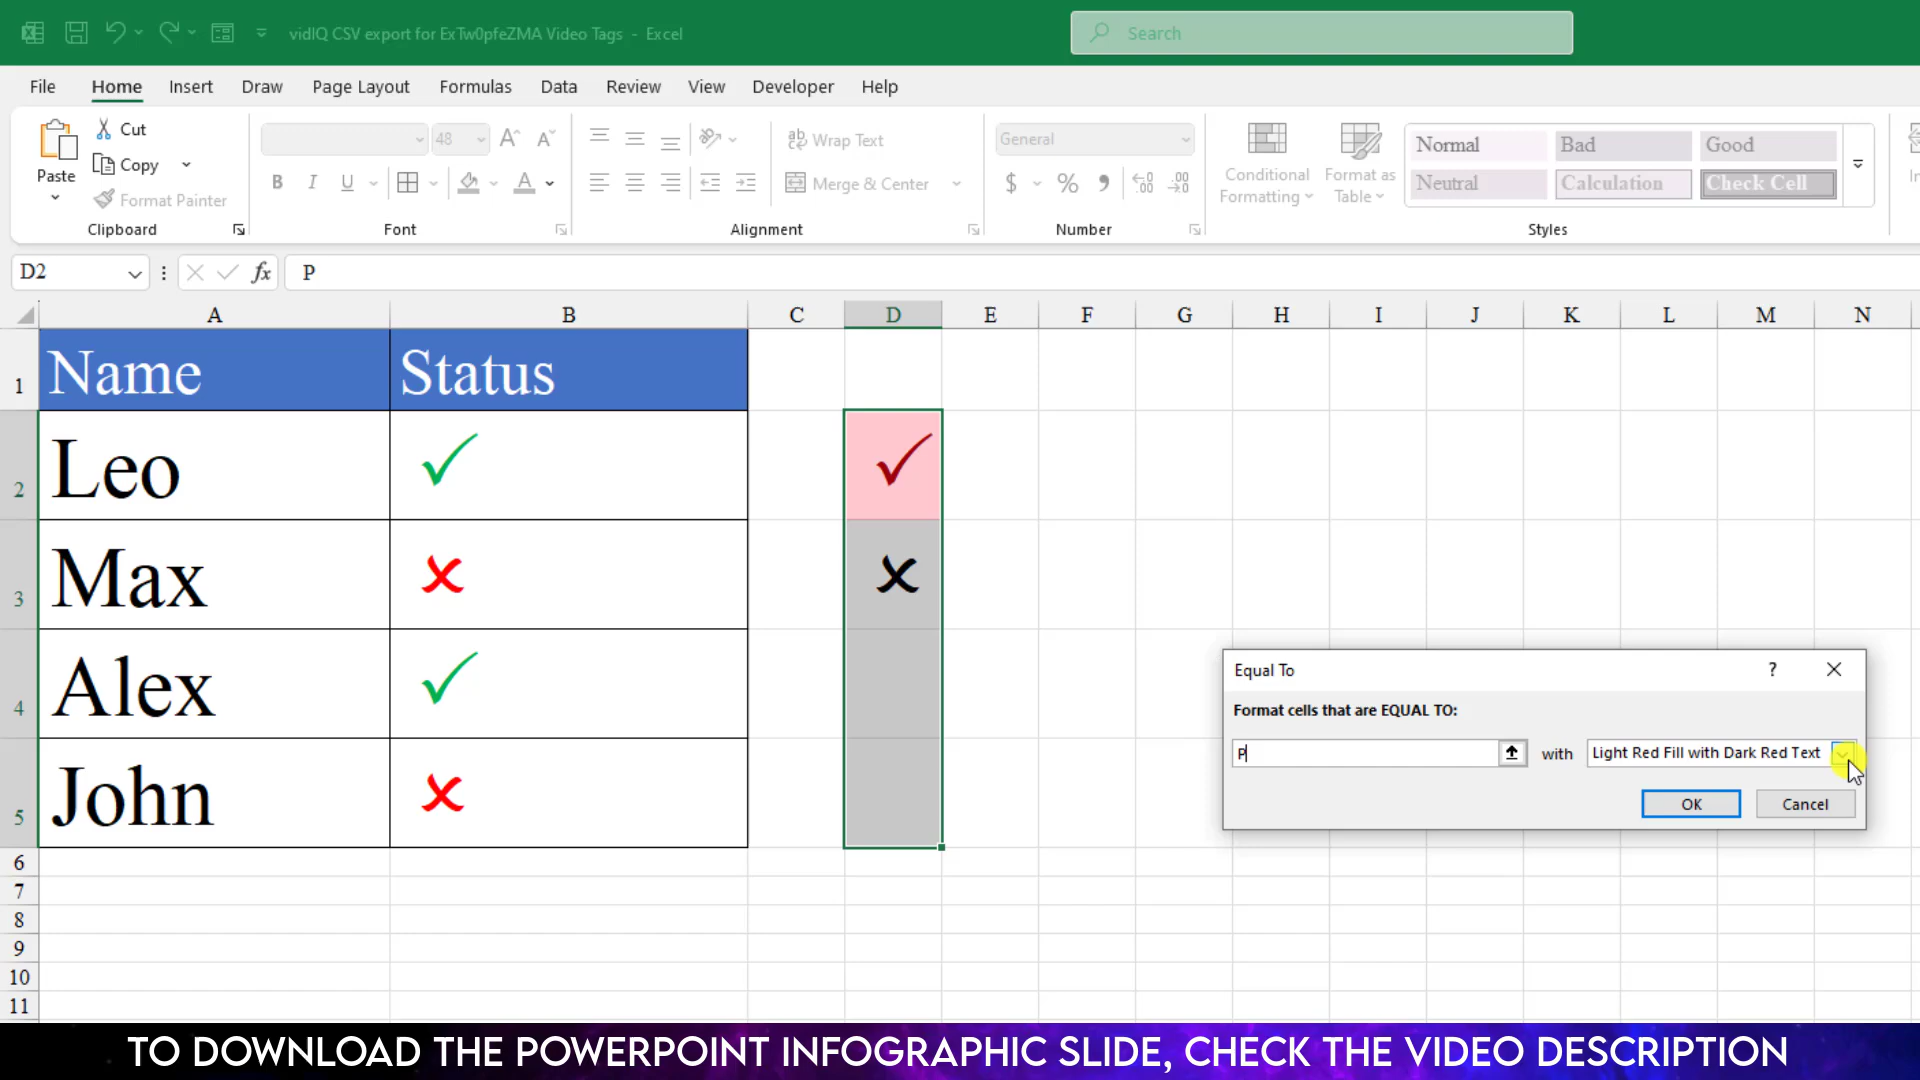 vidIQ CSV export for ExTw0pfeZMA Video Tags - Excel
Search
File Home Insert Draw Page Layout Formulas Data Review View Developer Help
Paste
Cut
Copy
Format Painter
Clipboard
48
B I U
Font
Wrap Text
Merge & Center
Alignment
General
$ %
Number
Conditional Formatting
Format as Table
Normal Bad Good
Neutral Calculation Check Cell
Styles
D2 fx P
A B C D E F G H I J K L M N
1 Name Status
2 Leo ✓ ✓
3 Max ✗ ✗
4 Alex ✓
5 John ✗
6
7
8
9
10
11
Equal To ?
Format cells that are EQUAL TO:
P with Light Red Fill with Dark Red Text
OK Cancel
TO DOWNLOAD THE POWERPOINT INFOGRAPHIC SLIDE, CHECK THE VIDEO DESCRIPTION